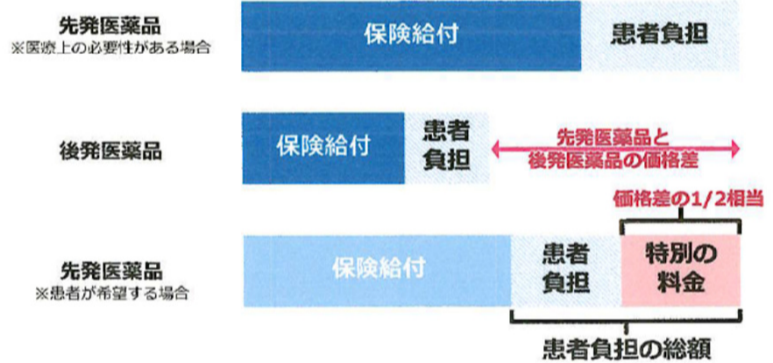 先発医薬品
※医療上の必要性がある場合
保険給付
患者負担
後発医薬品
保険給付
患者
負担
先発医薬品と
後発医薬品の価格差
価格差の1/2相当
先発医薬品
※患者が希望する場合
保険給付
患者
負担
特別の
料金
患者負担の総額